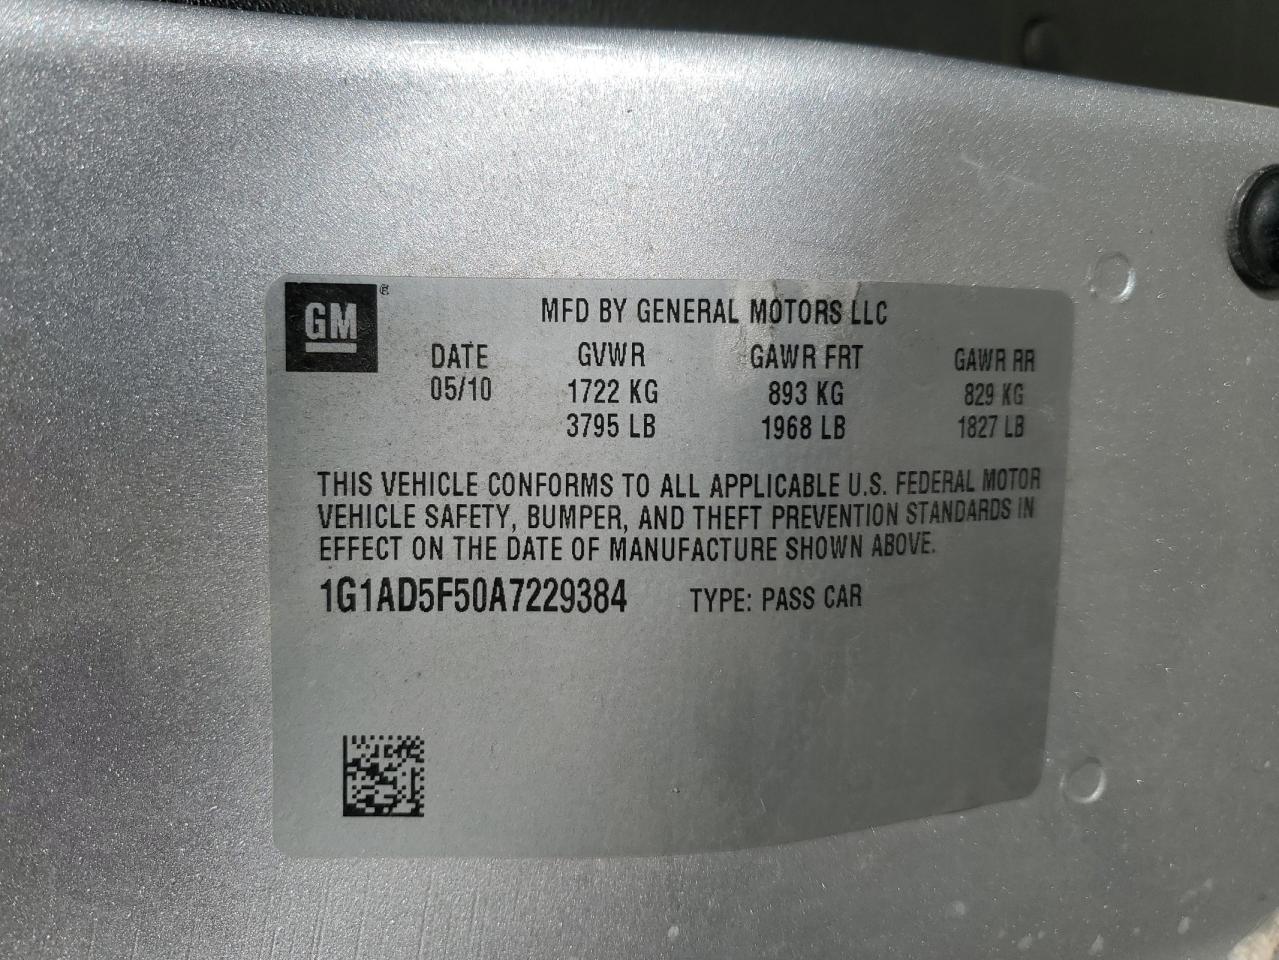 GM ®
MFD BY GENERAL MOTORS LLC
DATE GVWR GAWR FRT GAWR RR
05/10 1722 KG 893 KG 829 KG
3795 LB 1968 LB 1827 LB
THIS VEHICLE CONFORMS TO ALL APPLICABLE U.S. FEDERAL MOTOR
VEHICLE SAFETY, BUMPER, AND THEFT PREVENTION STANDARDS IN
EFFECT ON THE DATE OF MANUFACTURE SHOWN ABOVE.
1G1AD5F50A7229384 TYPE: PASS CAR